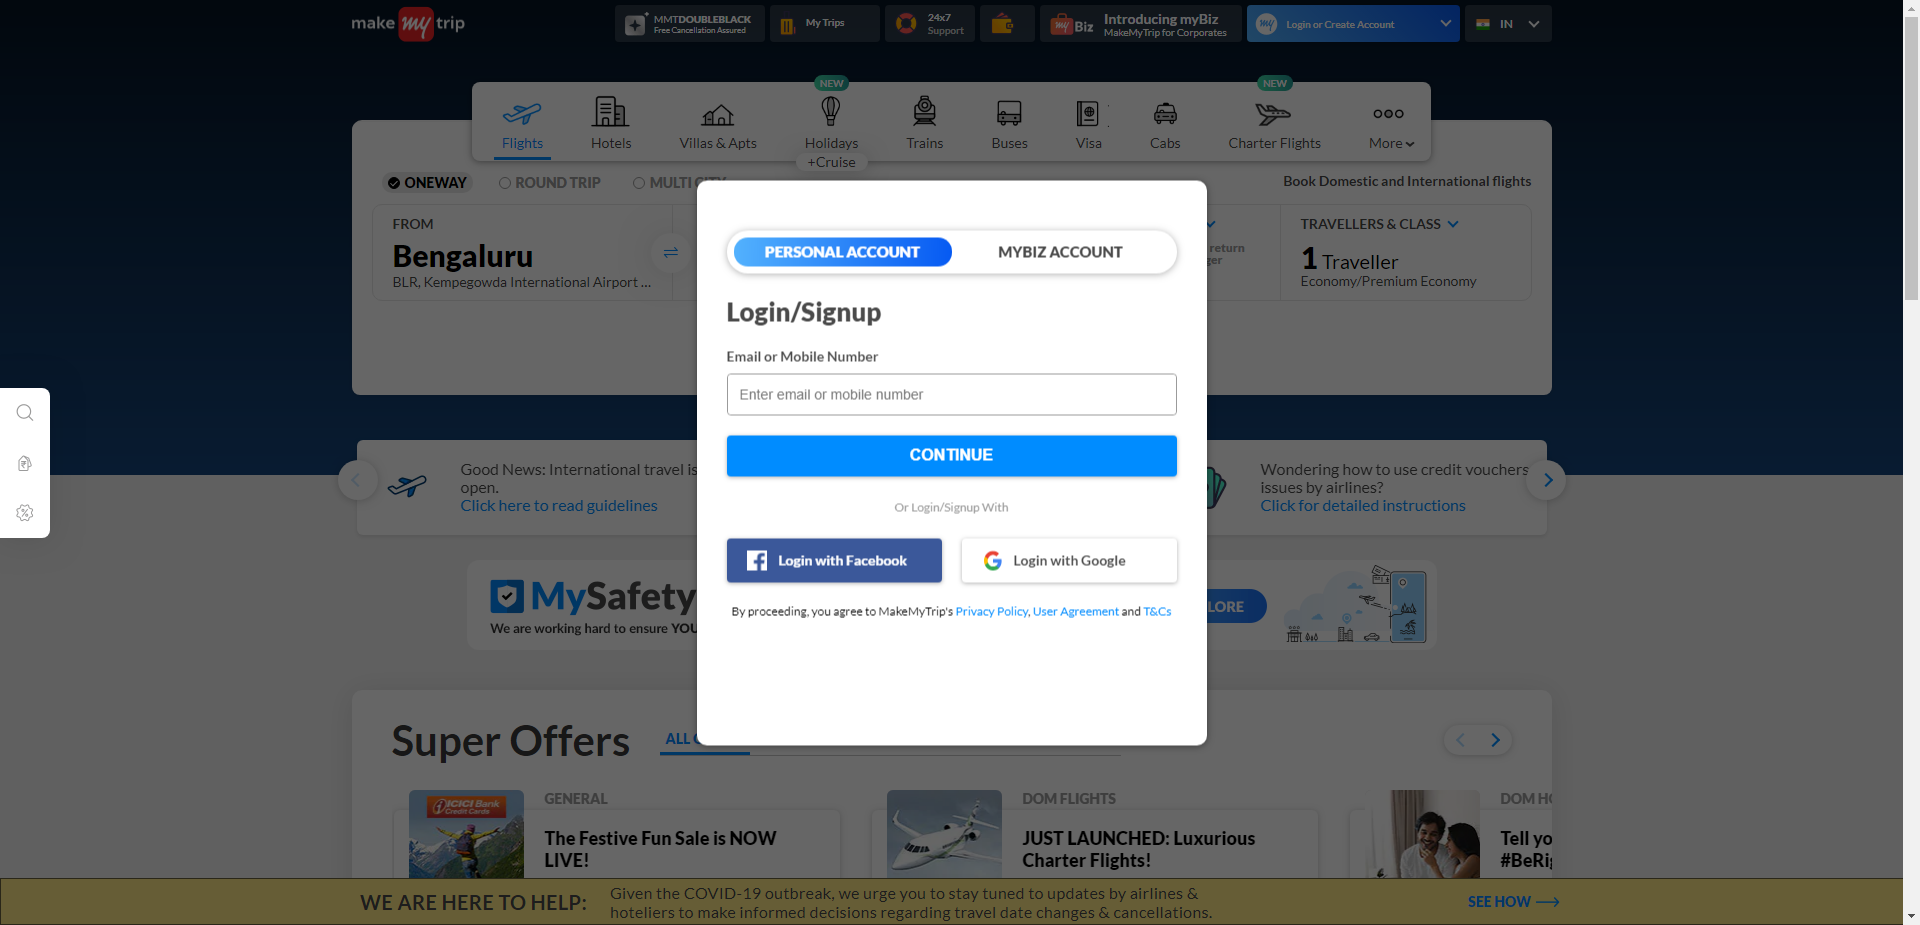 make my trip
MMTDOUBLEBLACK
Free Cancellation Assured
My Trips
24x7
Support
my Biz
Introducing myBiz
MakeMyTrip for Corporates
my
Login or Create Account
IN
NEW
NEW
Flights
Hotels
Villas & Apts
Holidays
+Cruise
Trains
Buses
Visa
Cabs
Charter Flights
More
ONEWAY
ROUND TRIP
MULTI CITY
Book Domestic and International flights
FROM
Bengaluru
BLR, Kempegowda International Airport ...
return
TRAVELLERS & CLASS
1 Traveller
Economy/Premium Economy
PERSONAL ACCOUNT
MYBIZ ACCOUNT
Login/Signup
Email or Mobile Number
Enter email or mobile number
CONTINUE
Or Login/Signup With
Login with Facebook
Login with Google
By proceeding, you agree to MakeMyTrip's Privacy Policy, User Agreement and T&Cs
Good News: International travel is
open.
Click here to read guidelines
Wondering how to use credit vouchers
issues by airlines?
Click for detailed instructions
MySafety
We are working hard to ensure YOU
LORE
Super Offers
ALL
ICICI Bank
Credit Cards
GENERAL
The Festive Fun Sale is NOW
LIVE!
DOM FLIGHTS
JUST LAUNCHED: Luxurious
Charter Flights!
DOM HO
Tell yo
#BeRig
WE ARE HERE TO HELP:
Given the COVID-19 outbreak, we urge you to stay tuned to updates by airlines &
hoteliers to make informed decisions regarding travel date changes & cancellations.
SEE HOW